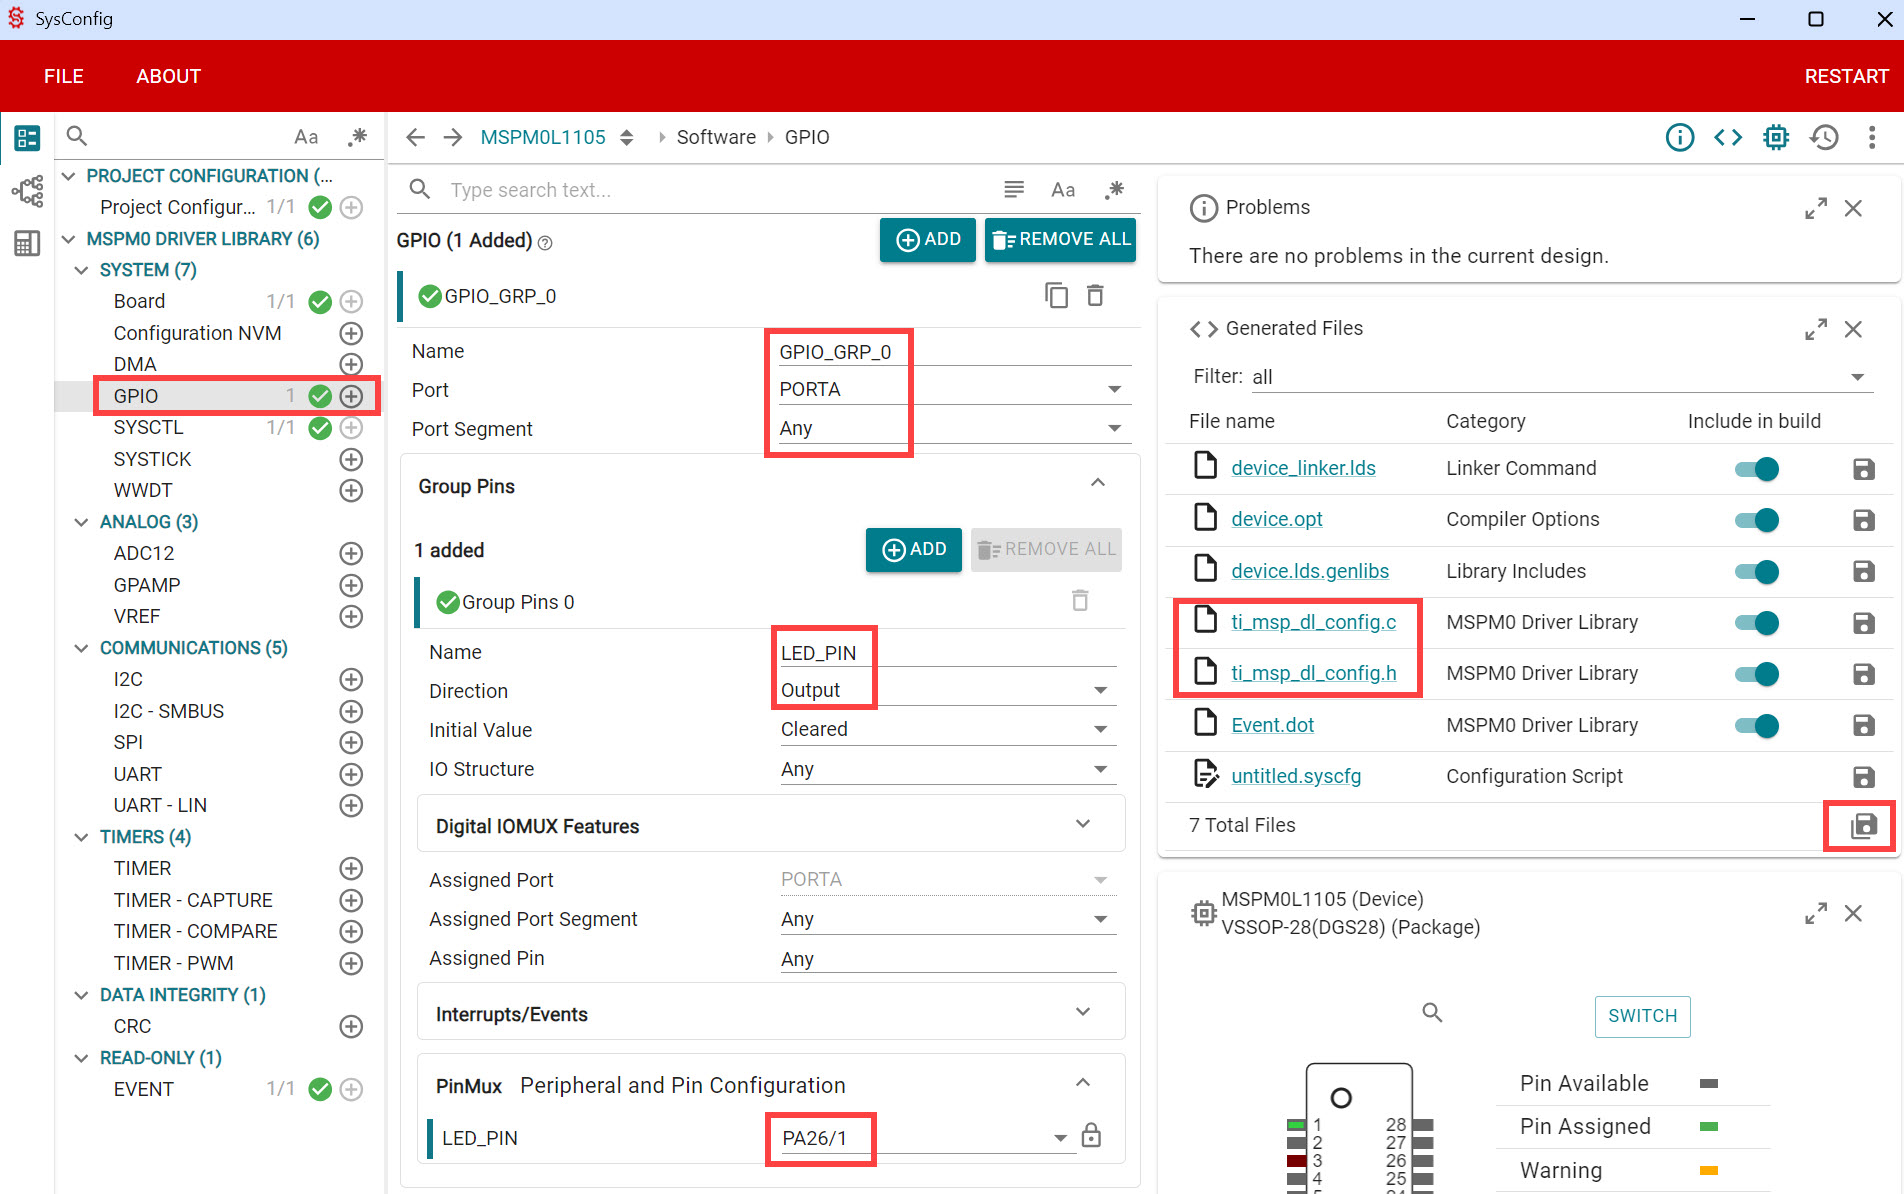 SysConfig
FILE
ABOUT
RESTART
Aa .*
PROJECT CONFIGURATION (...
Project Configur... 1/1
MSPM0 DRIVER LIBRARY (6)
SYSTEM (7)
Board 1/1
Configuration NVM
DMA
GPIO 1
SYSCTL 1/1
SYSTICK
WWDT
ANALOG (3)
ADC12
GPAMP
VREF
COMMUNICATIONS (5)
I2C
I2C - SMBUS
SPI
UART
UART - LIN
TIMERS (4)
TIMER
TIMER - CAPTURE
TIMER - COMPARE
TIMER - PWM
DATA INTEGRITY (1)
CRC
READ-ONLY (1)
EVENT 1/1
MSPM0L1105 Software GPIO
Type search text... Aa .*
GPIO (1 Added) ?
ADD
REMOVE ALL
GPIO_GRP_0
Name GPIO_GRP_0
Port PORTA
Port Segment Any
Group Pins
1 added
ADD
REMOVE ALL
Group Pins 0
Name LED_PIN
Direction Output
Initial Value Cleared
IO Structure Any
Digital IOMUX Features
Assigned Port PORTA
Assigned Port Segment Any
Assigned Pin Any
Interrupts/Events
PinMux Peripheral and Pin Configuration
LED_PIN PA26/1
Problems
There are no problems in the current design.
Generated Files
Filter: all
File name Category Include in build
device_linker.lds Linker Command
device.opt Compiler Options
device.lds.genlibs Library Includes
ti_msp_dl_config.c MSPM0 Driver Library
ti_msp_dl_config.h MSPM0 Driver Library
Event.dot MSPM0 Driver Library
untitled.syscfg Configuration Script
7 Total Files
MSPM0L1105 (Device)
VSSOP-28(DGS28) (Package)
SWITCH
1 28
2 27
3 26
4 25
Pin Available
Pin Assigned
Warning